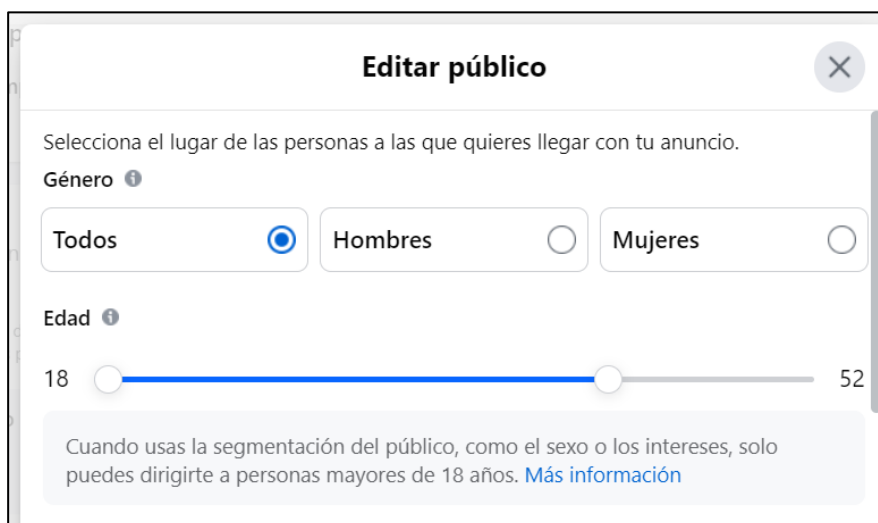 Editar público
Selecciona el lugar de las personas a las que quieres llegar con tu anuncio.
Género
Todos
Hombres
Mujeres
Edad
18
52
Cuando usas la segmentación del público, como el sexo o los intereses, solo
puedes dirigirte a personas mayores de 18 años. Más información